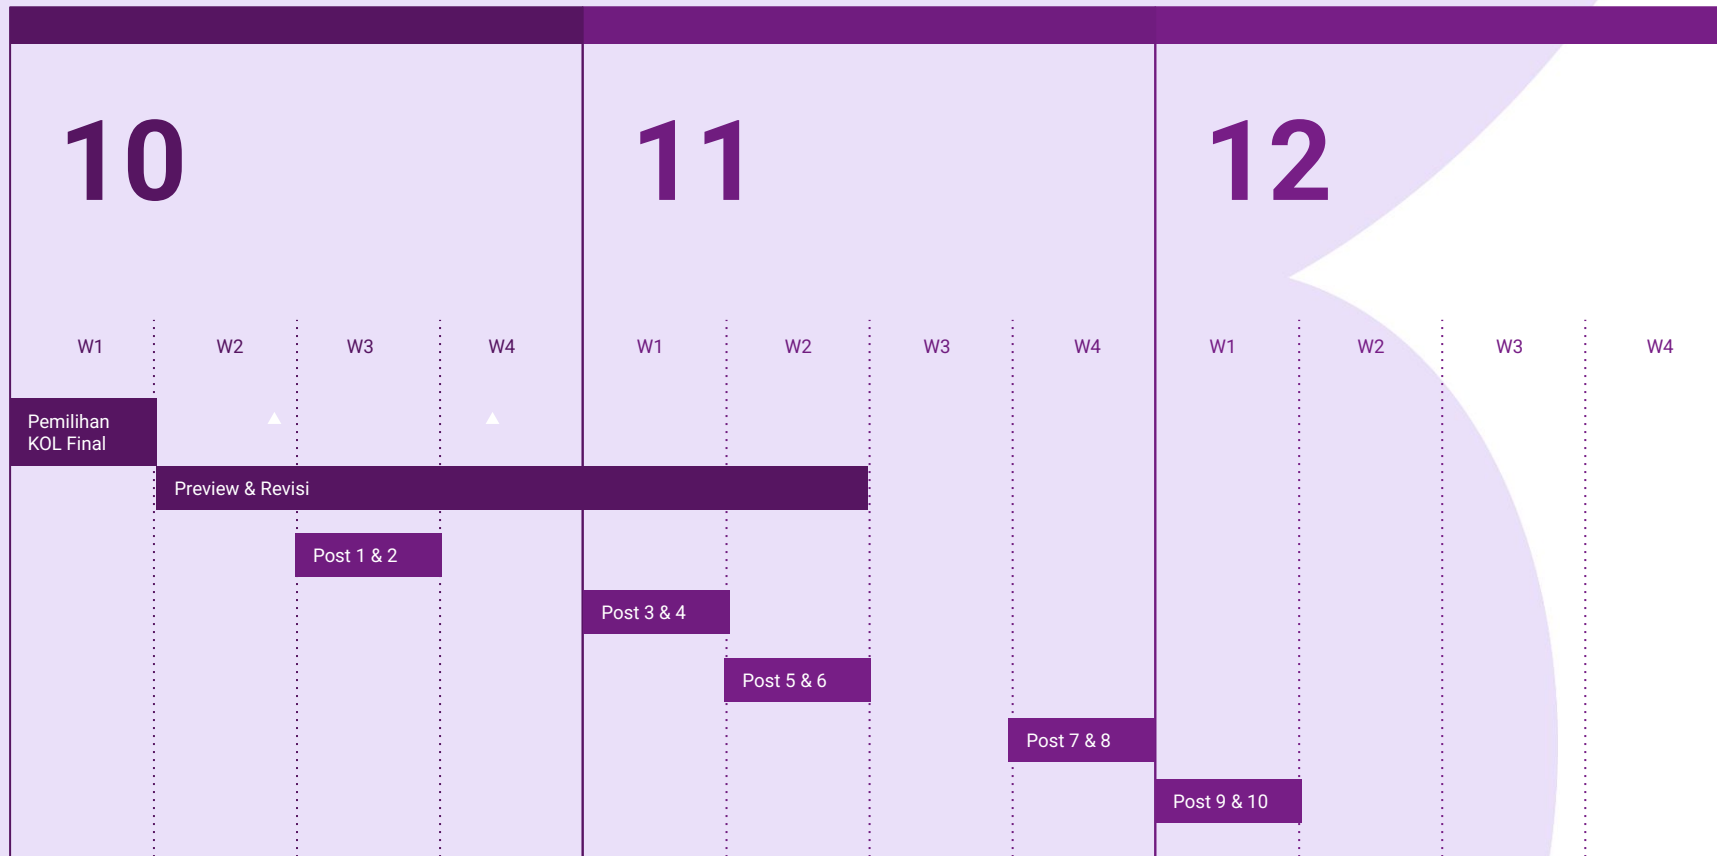 10
11
12
W1
W2
W3
W4
W1
W2
W3
W4
W1
W2
W3
W4
Pemilihan
KOL Final
Preview & Revisi
Post 1 & 2
Post 3 & 4
Post 5 & 6
Post 7 & 8
Post 9 & 10